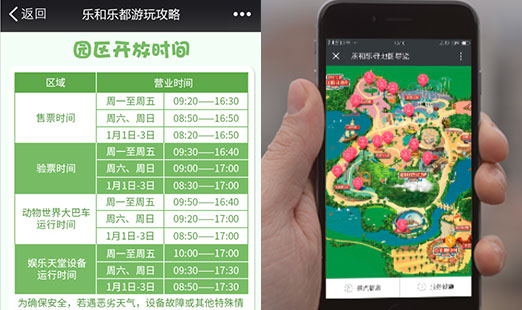 返回 乐和乐都游玩攻略
园区开放时间
区域 营业时间
售票时间 周一至周五 09:20——16:30
周六、周日 08:50——16:50
1月1日-3日 08:20——16:50
验票时间 周一至周五 09:30——16:40
周六、周日 09:00——17:00
1月1日-3日 08:30——17:00
动物世界大巴车
运行时间 周一至周五 09:50——16:40
周六、周日 09:20——17:00
1月1日-3日 08:50——17:00
娱乐天堂设备
运行时间 周一至周五 10:00——17:00
周六、周日 09:30——17:30
1月1日-3日 08:30——17:30
为确保安全，若遇恶劣天气，设备故障或其他特殊情
乐和乐都地图导览